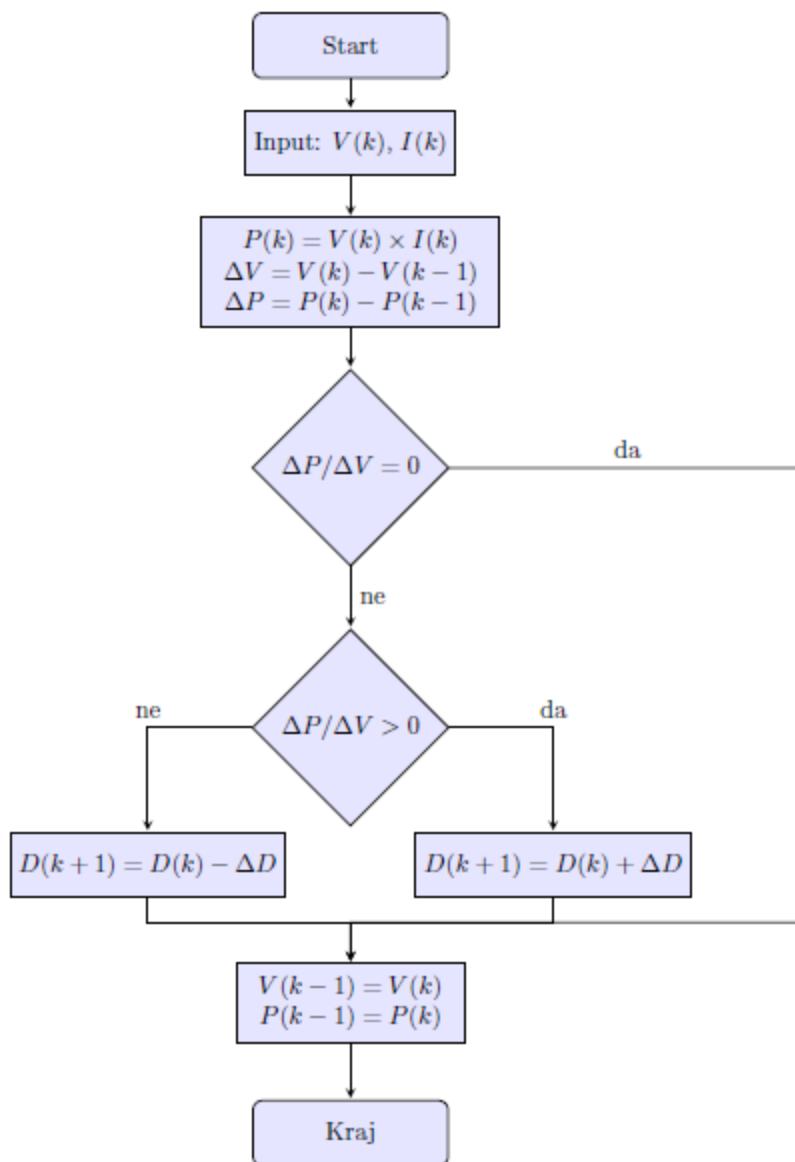 Start
Input: V(k), I(k)
P(k) = V(k) × I(k)
ΔV = V(k) − V(k − 1)
ΔP = P(k) − P(k − 1)
ΔP/ΔV = 0
da
ne
ΔP/ΔV > 0
ne
da
D(k + 1) = D(k) − ΔD
D(k + 1) = D(k) + ΔD
V(k − 1) = V(k)
P(k − 1) = P(k)
Kraj